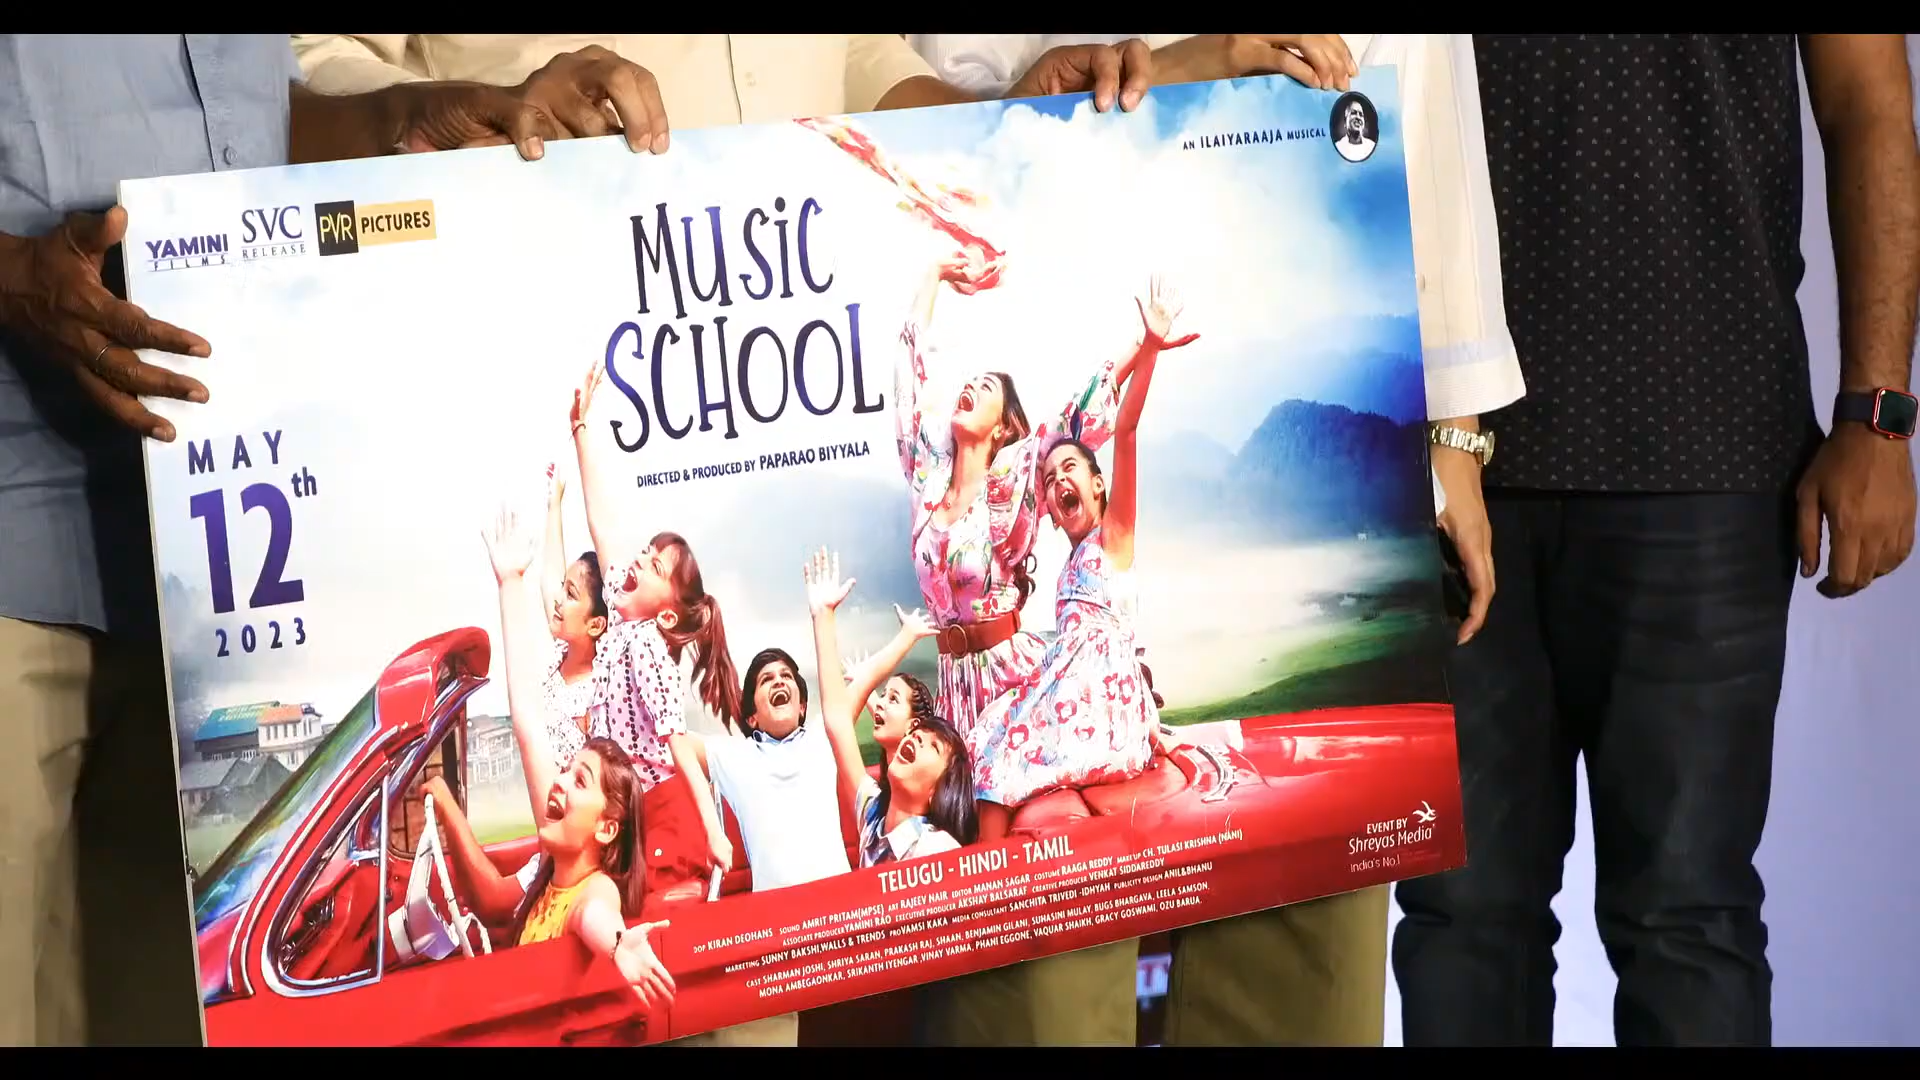 YAMINI
FILMS
SVC
RELEASE
PVR PICTURES
AN ILAIYARAAJA MUSICAL
MUSIC
SCHOOL
DIRECTED & PRODUCED BY PAPARAO BIYYALA
MAY
12th
2023
TELUGU - HINDI - TAMIL
DOP KIRAN DEOHANS SOUND AMRIT PRITAM(MPSE) ART RAJEEV NAIR EDITOR MANAN SAGAR COSTUME RAAGA REDDY MAKE UP CH. TULASI KRISHNA (NANI)
ASSOCIATE PRODUCER YAMINI RAO EXECUTIVE PRODUCER AKSHAY BALSARAF CREATIVE PRODUCER VENKAT SIDDAREDDY
MARKETING SUNNY BAKSHI, WALLS & TRENDS PRO VAMSI KAKA MEDIA CONSULTANT SANCHITA TRIVEDI -IDHYAH PUBLICITY DESIGN ANIL&BHANU
CAST SHARMAN JOSHI, SHRIYA SARAN, PRAKASH RAJ, SHAAN, BENJAMIN GILANI, SUHASINI MULAY, BUGS BHARGAVA, LEELA SAMSON,
MONA AMBEGAONKAR, SRIKANTH IYENGAR ,VINAY VARMA, PHANI EGGONE, VAQUAR SHAIKH, GRACY GOSWAMI, OZU BARUA.
EVENT BY
Shreyas Media
India's No.1